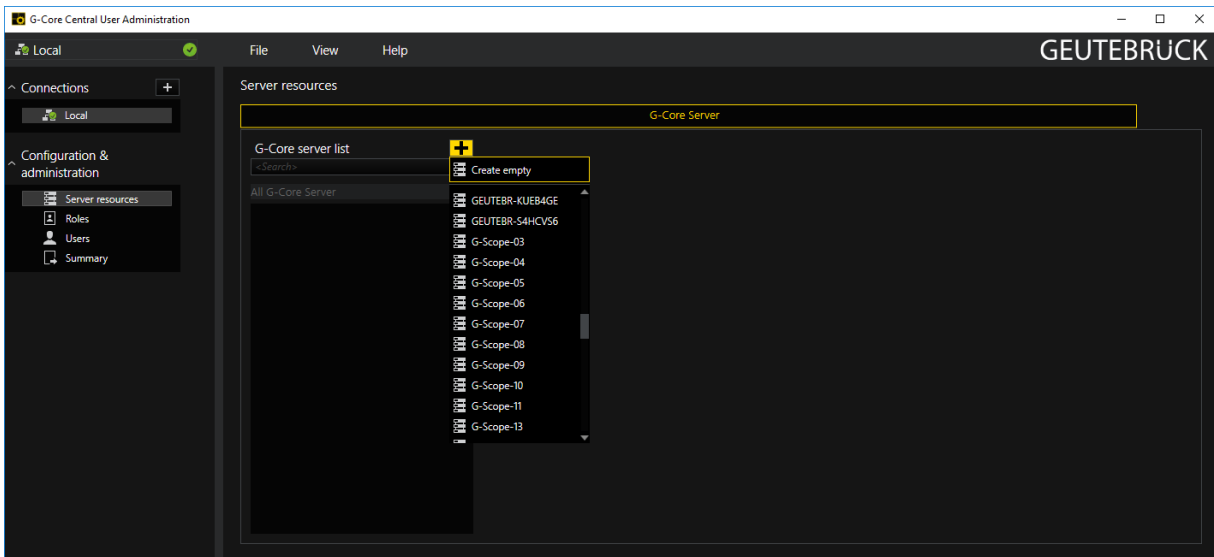 G-Core Central User Administration
Local
File View Help
GEUTEBRÜCK
Connections +
Local
Configuration &
administration
Server resources
Roles
Users
Summary
Server resources
G-Core Server
G-Core server list
<Search>
All G-Core Server
Create empty
GEUTEBR-KUEB4GE
GEUTEBR-S4HCVS6
G-Scope-03
G-Scope-04
G-Scope-05
G-Scope-06
G-Scope-07
G-Scope-08
G-Scope-09
G-Scope-10
G-Scope-11
G-Scope-13